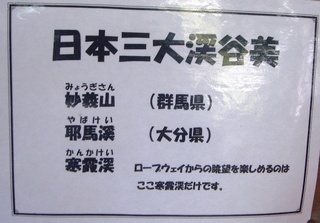 日本三大渓谷美
みょうぎさん
妙義山 (群馬県)
やばけい
耶馬渓 (大分県)
かんかけい
寒霞渓 ロープウェイからの眺望を楽しめるのは
ここ寒霞渓だけです。